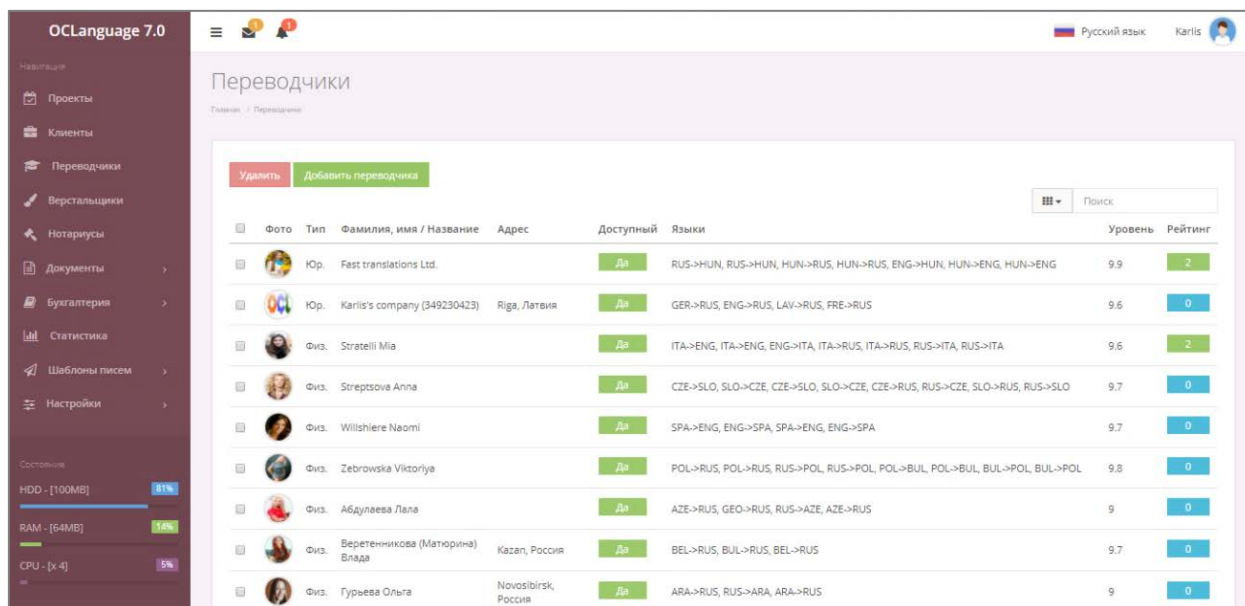 OCLanguage 7.0
1
1
Русский язык
Karlis
Навигация
Проекты
Клиенты
Переводчики
Верстальщики
Нотариусы
Документы
Бухгалтерия
Статистика
Шаблоны писем
Настройки
Состояние
HDD - [100MB] 81%
RAM - [64MB] 14%
CPU - [x 4] 5%
Переводчики
Главная / Переводчики
Удалить
Добавить переводчика
Поиск
Фото Тип Фамилия, имя / Название Адрес Доступный Языки Уровень Рейтинг
Юр. Fast translations Ltd. Да RUS->HUN, RUS->HUN, HUN->RUS, HUN->RUS, ENG->HUN, HUN->ENG, HUN->ENG 9.9 2
OCL Юр. Karlis's company (349230423) Riga, Латвия Да GER->RUS, ENG->RUS, LAV->RUS, FRE->RUS 9.6 0
Физ. Stratelli Mia Да ITA->ENG, ITA->ENG, ENG->ITA, ITA->RUS, ITA->RUS, RUS->ITA, RUS->ITA 9.6 2
Физ. Streptsova Anna Да CZE->SLO, SLO->CZE, CZE->SLO, SLO->CZE, CZE->RUS, RUS->CZE, SLO->RUS, RUS->SLO 9.7 0
Физ. Willshiere Naomi Да SPA->ENG, ENG->SPA, SPA->ENG, ENG->SPA 9.7 0
Физ. Zebrowska Viktoriya Да POL->RUS, POL->RUS, RUS->POL, RUS->POL, POL->BUL, POL->BUL, BUL->POL, BUL->POL 9.8 0
Физ. Абдулаева Лала Да AZE->RUS, GEO->RUS, RUS->AZE, AZE->RUS 9 0
Физ. Веретенникова (Матюрина) Kazan, Россия Да BEL->RUS, BUL->RUS, BEL->RUS 9.7 0
Влада
Физ. Гурьева Ольга Novosibirsk, Да ARA->RUS, RUS->ARA, ARA->RUS 9 0
Россия